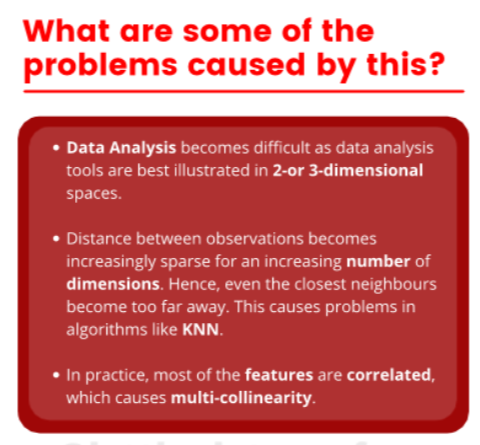 What are some of the
problems caused by this?
• Data Analysis becomes difficult as data analysis
tools are best illustrated in 2-or 3-dimensional
spaces.
• Distance between observations becomes
increasingly sparse for an increasing number of
dimensions. Hence, even the closest neighbours
become too far away. This causes problems in
algorithms like KNN.
• In practice, most of the features are correlated,
which causes multi-collinearity.